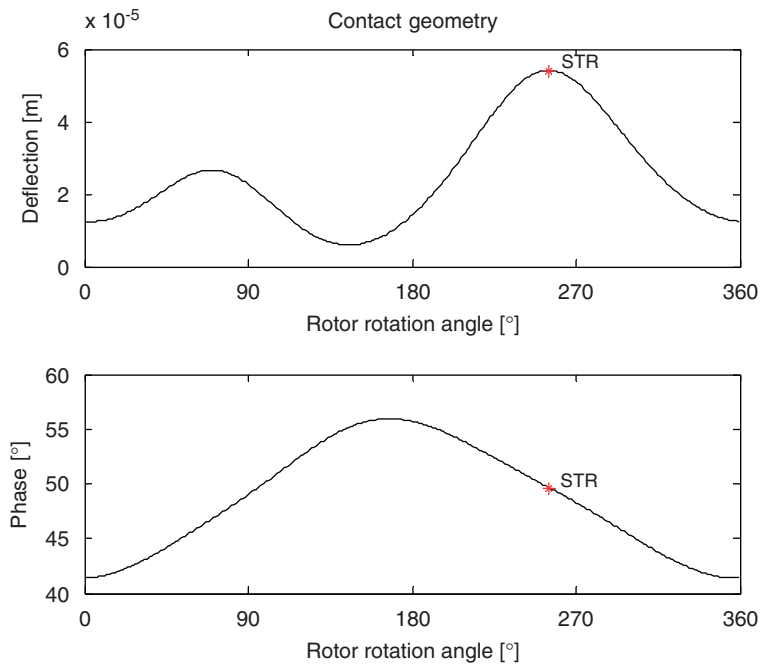 x 10-5
Contact geometry
6
4
2
0
Deflection [m]
STR
0 90 180 270 360
Rotor rotation angle [°]
60
55
50
45
40
Phase [°]
STR
0 90 180 270 360
Rotor rotation angle [°]